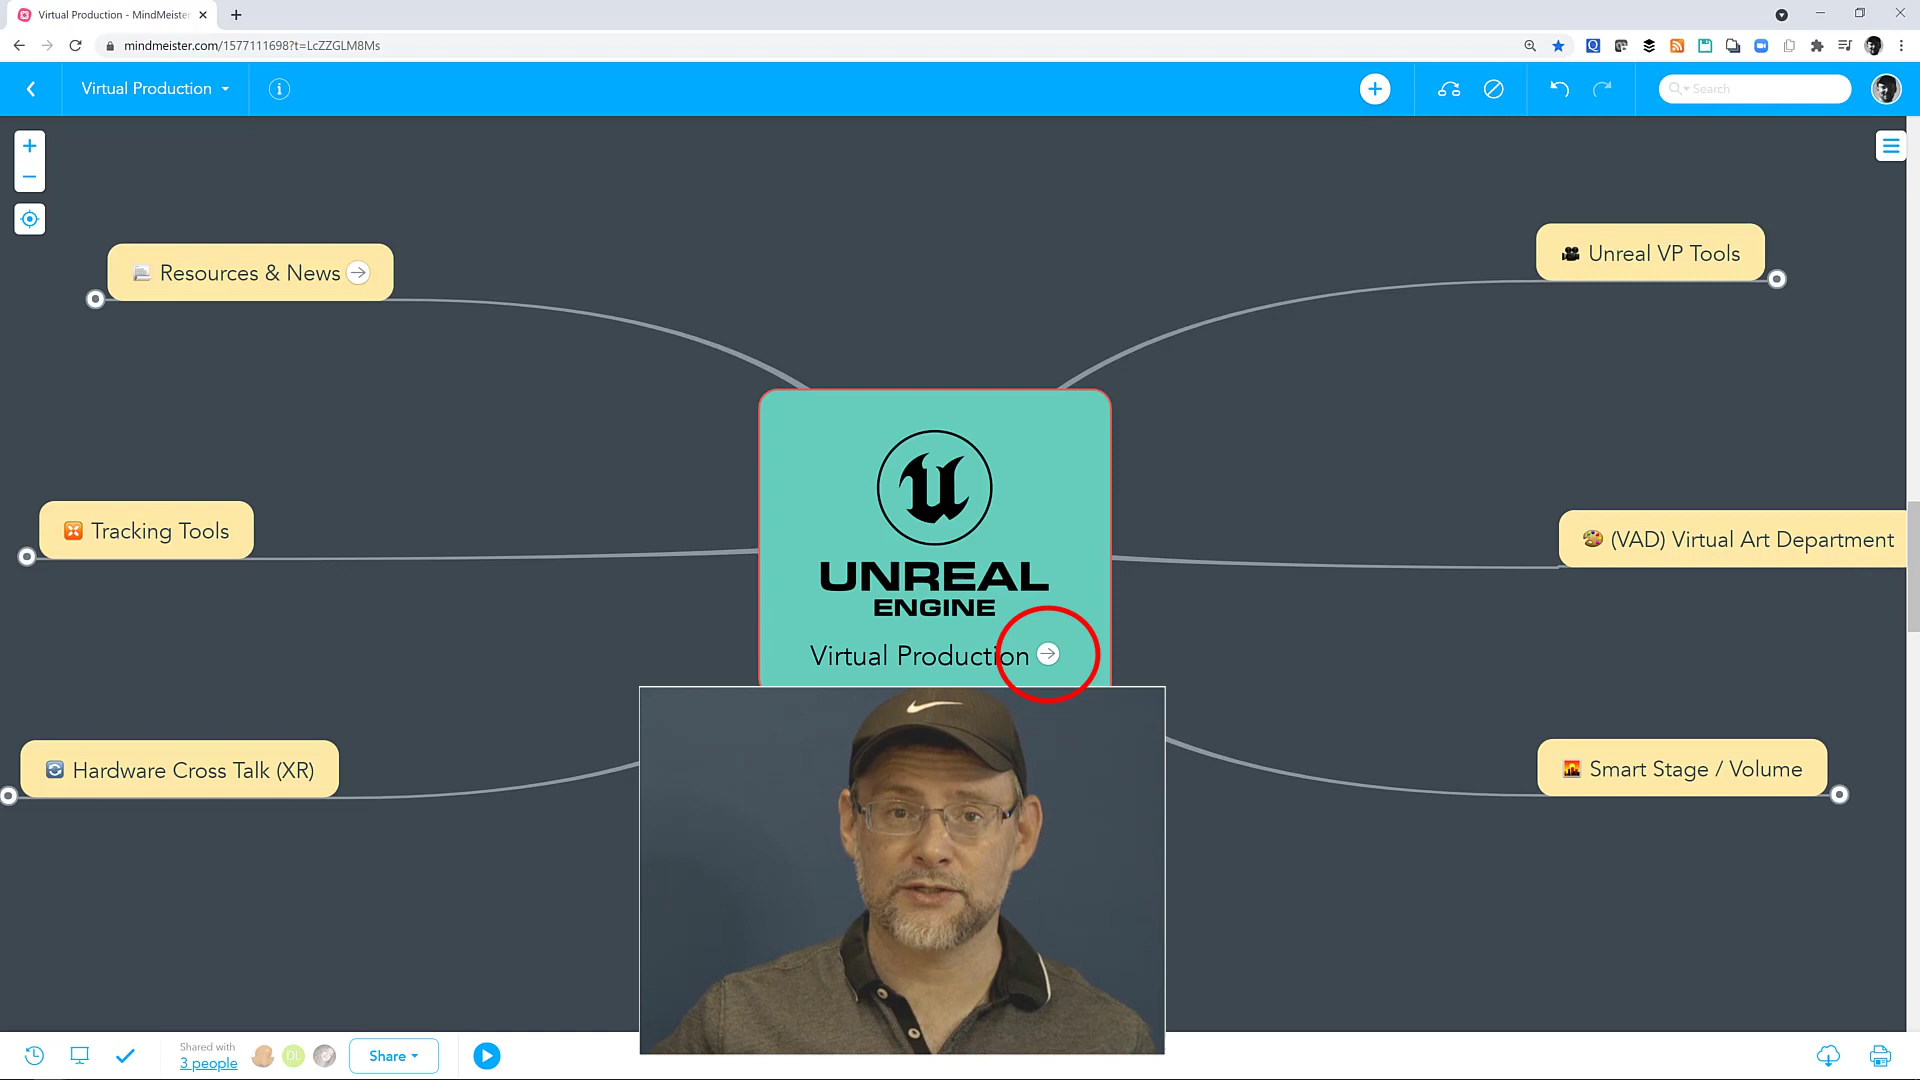 Virtual Production - MindMeister
mindmeister.com/1577111698?t=LcZZGLM8Ms
Virtual Production
Search
Resources & News
Unreal VP Tools
Tracking Tools
UNREAL
ENGINE
Virtual Production
(VAD) Virtual Art Department
Hardware Cross Talk (XR)
Smart Stage / Volume
Shared with
3 people
DL
Share